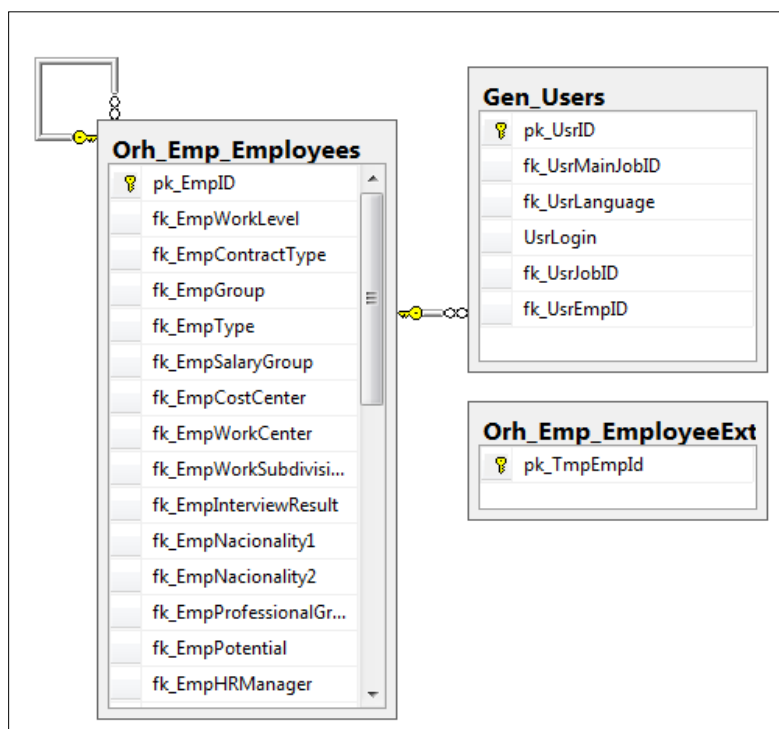 Orh_Emp_Employees
pk_EmpID
fk_EmpWorkLevel
fk_EmpContractType
fk_EmpGroup
fk_EmpType
fk_EmpSalaryGroup
fk_EmpCostCenter
fk_EmpWorkCenter
fk_EmpWorkSubdivisi...
fk_EmpInterviewResult
fk_EmpNacionality1
fk_EmpNacionality2
fk_EmpProfessionalGr...
fk_EmpPotential
fk_EmpHRManager
Gen_Users
pk_UsrID
fk_UsrMainJobID
fk_UsrLanguage
UsrLogin
fk_UsrJobID
fk_UsrEmpID
Orh_Emp_EmployeeExt
pk_TmpEmpId